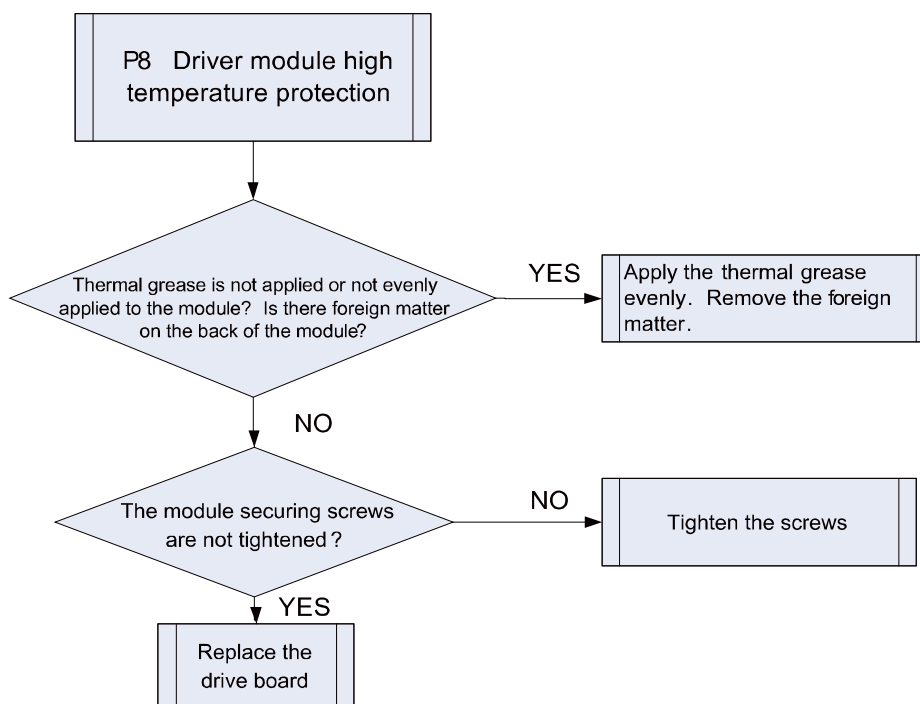 P8 Driver module high
temperature protection
Thermal grease is not applied or not evenly
applied to the module? Is there foreign matter
on the back of the module?
YES
Apply the thermal grease
evenly. Remove the foreign
matter.
NO
The module securing screws
are not tightened?
NO
Tighten the screws
YES
Replace the
drive board